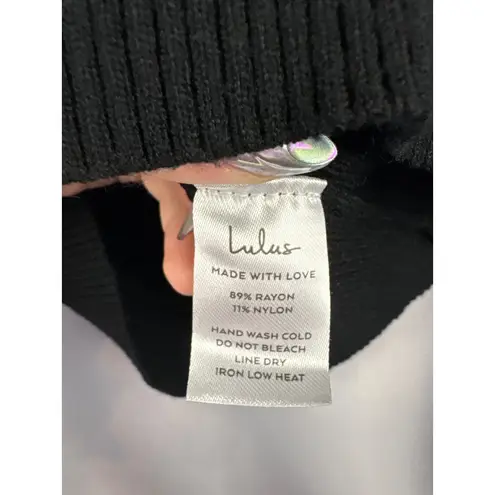 Lulus
MADE WITH LOVE
89% RAYON
11% NYLON
HAND WASH COLD
DO NOT BLEACH
LINE DRY
IRON LOW HEAT